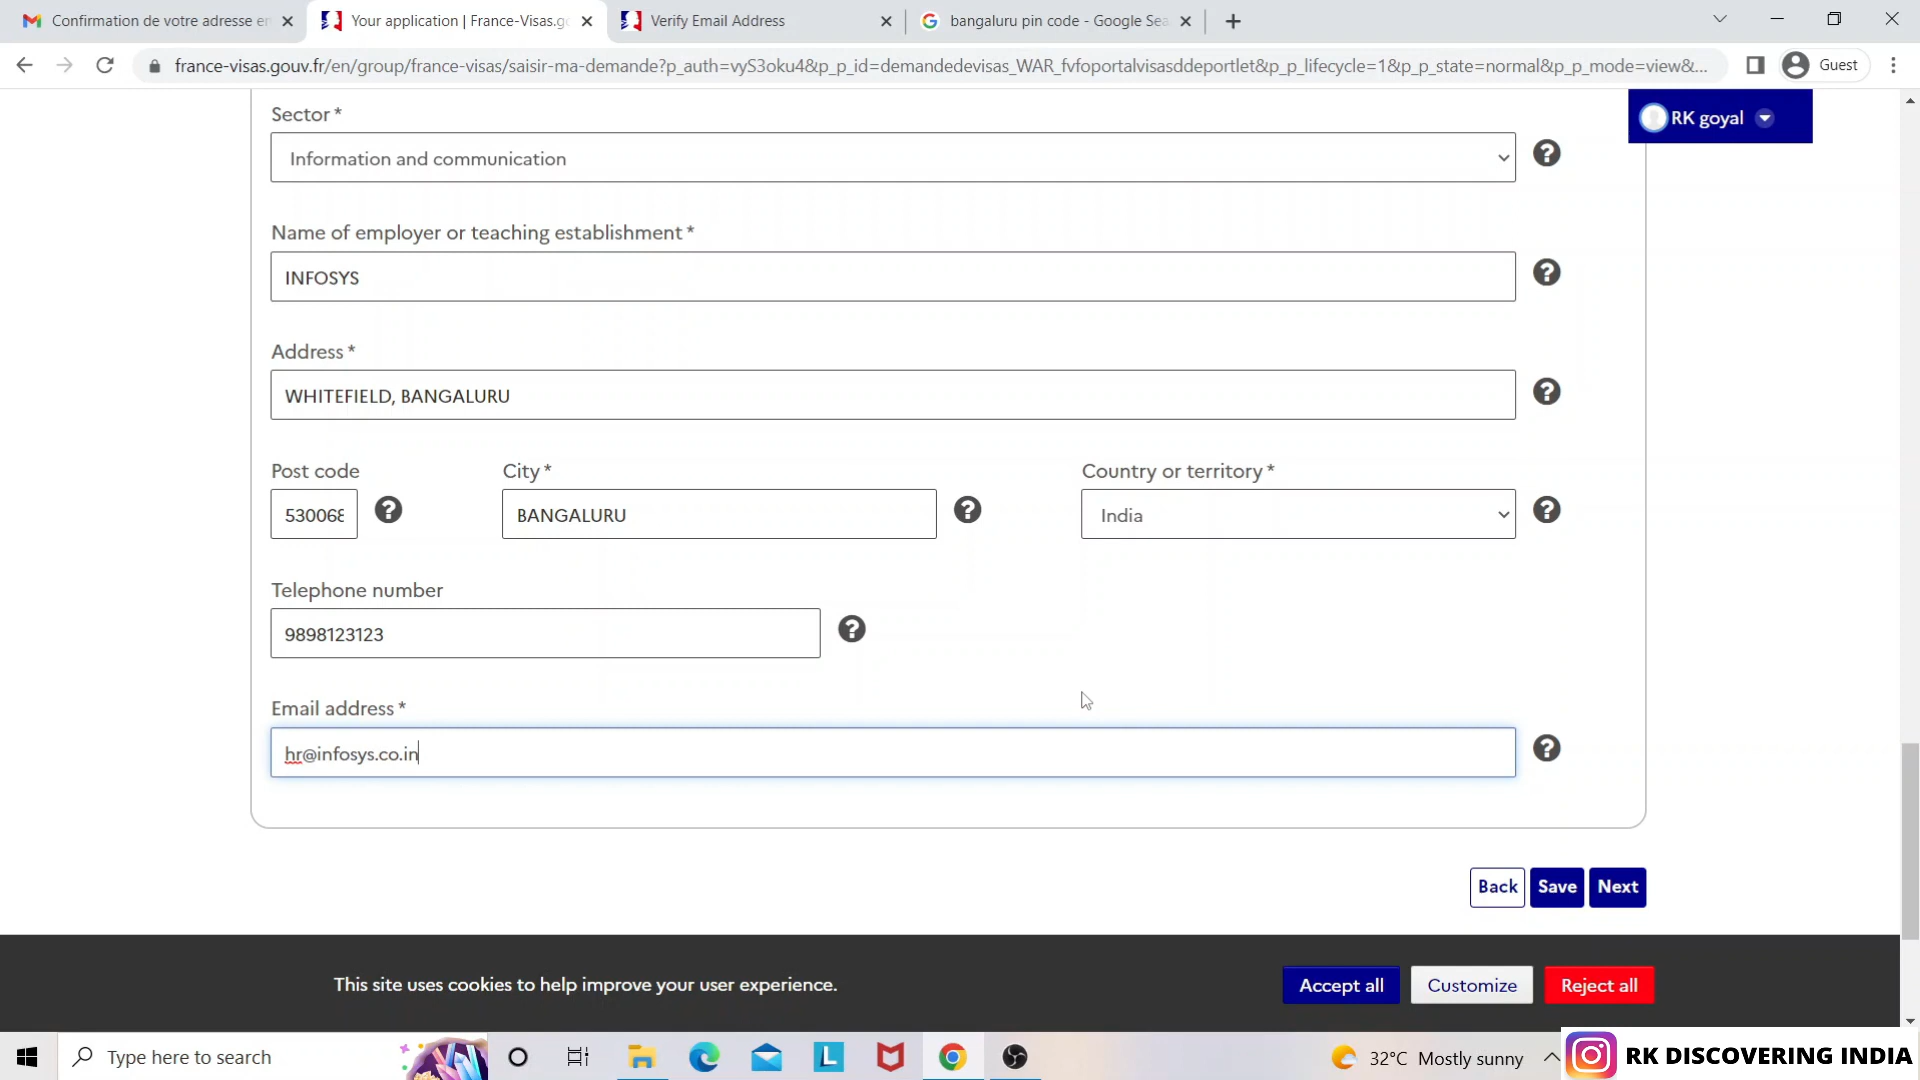 Confirmation de votre adresse en
Your application | France-Visas.go
Verify Email Address
bangaluru pin code - Google Sea
france-visas.gouv.fr/en/group/france-visas/saisir-ma-demande?p_auth=vyS3oku4&p_p_id=demandedevisas_WAR_fvfoportalvisasddeportlet&p_p_lifecycle=1&p_p_state=normal&p_p_mode=view&...
Guest
RK goyal
Sector *
Information and communication
Name of employer or teaching establishment *
INFOSYS
Address *
WHITEFIELD, BANGALURU
Post code
City *
Country or territory *
530068
BANGALURU
India
Telephone number
9898123123
Email address *
hr@infosys.co.in
Back
Save
Next
This site uses cookies to help improve your user experience.
Accept all
Customize
Reject all
Type here to search
32°C Mostly sunny
RK DISCOVERING INDIA